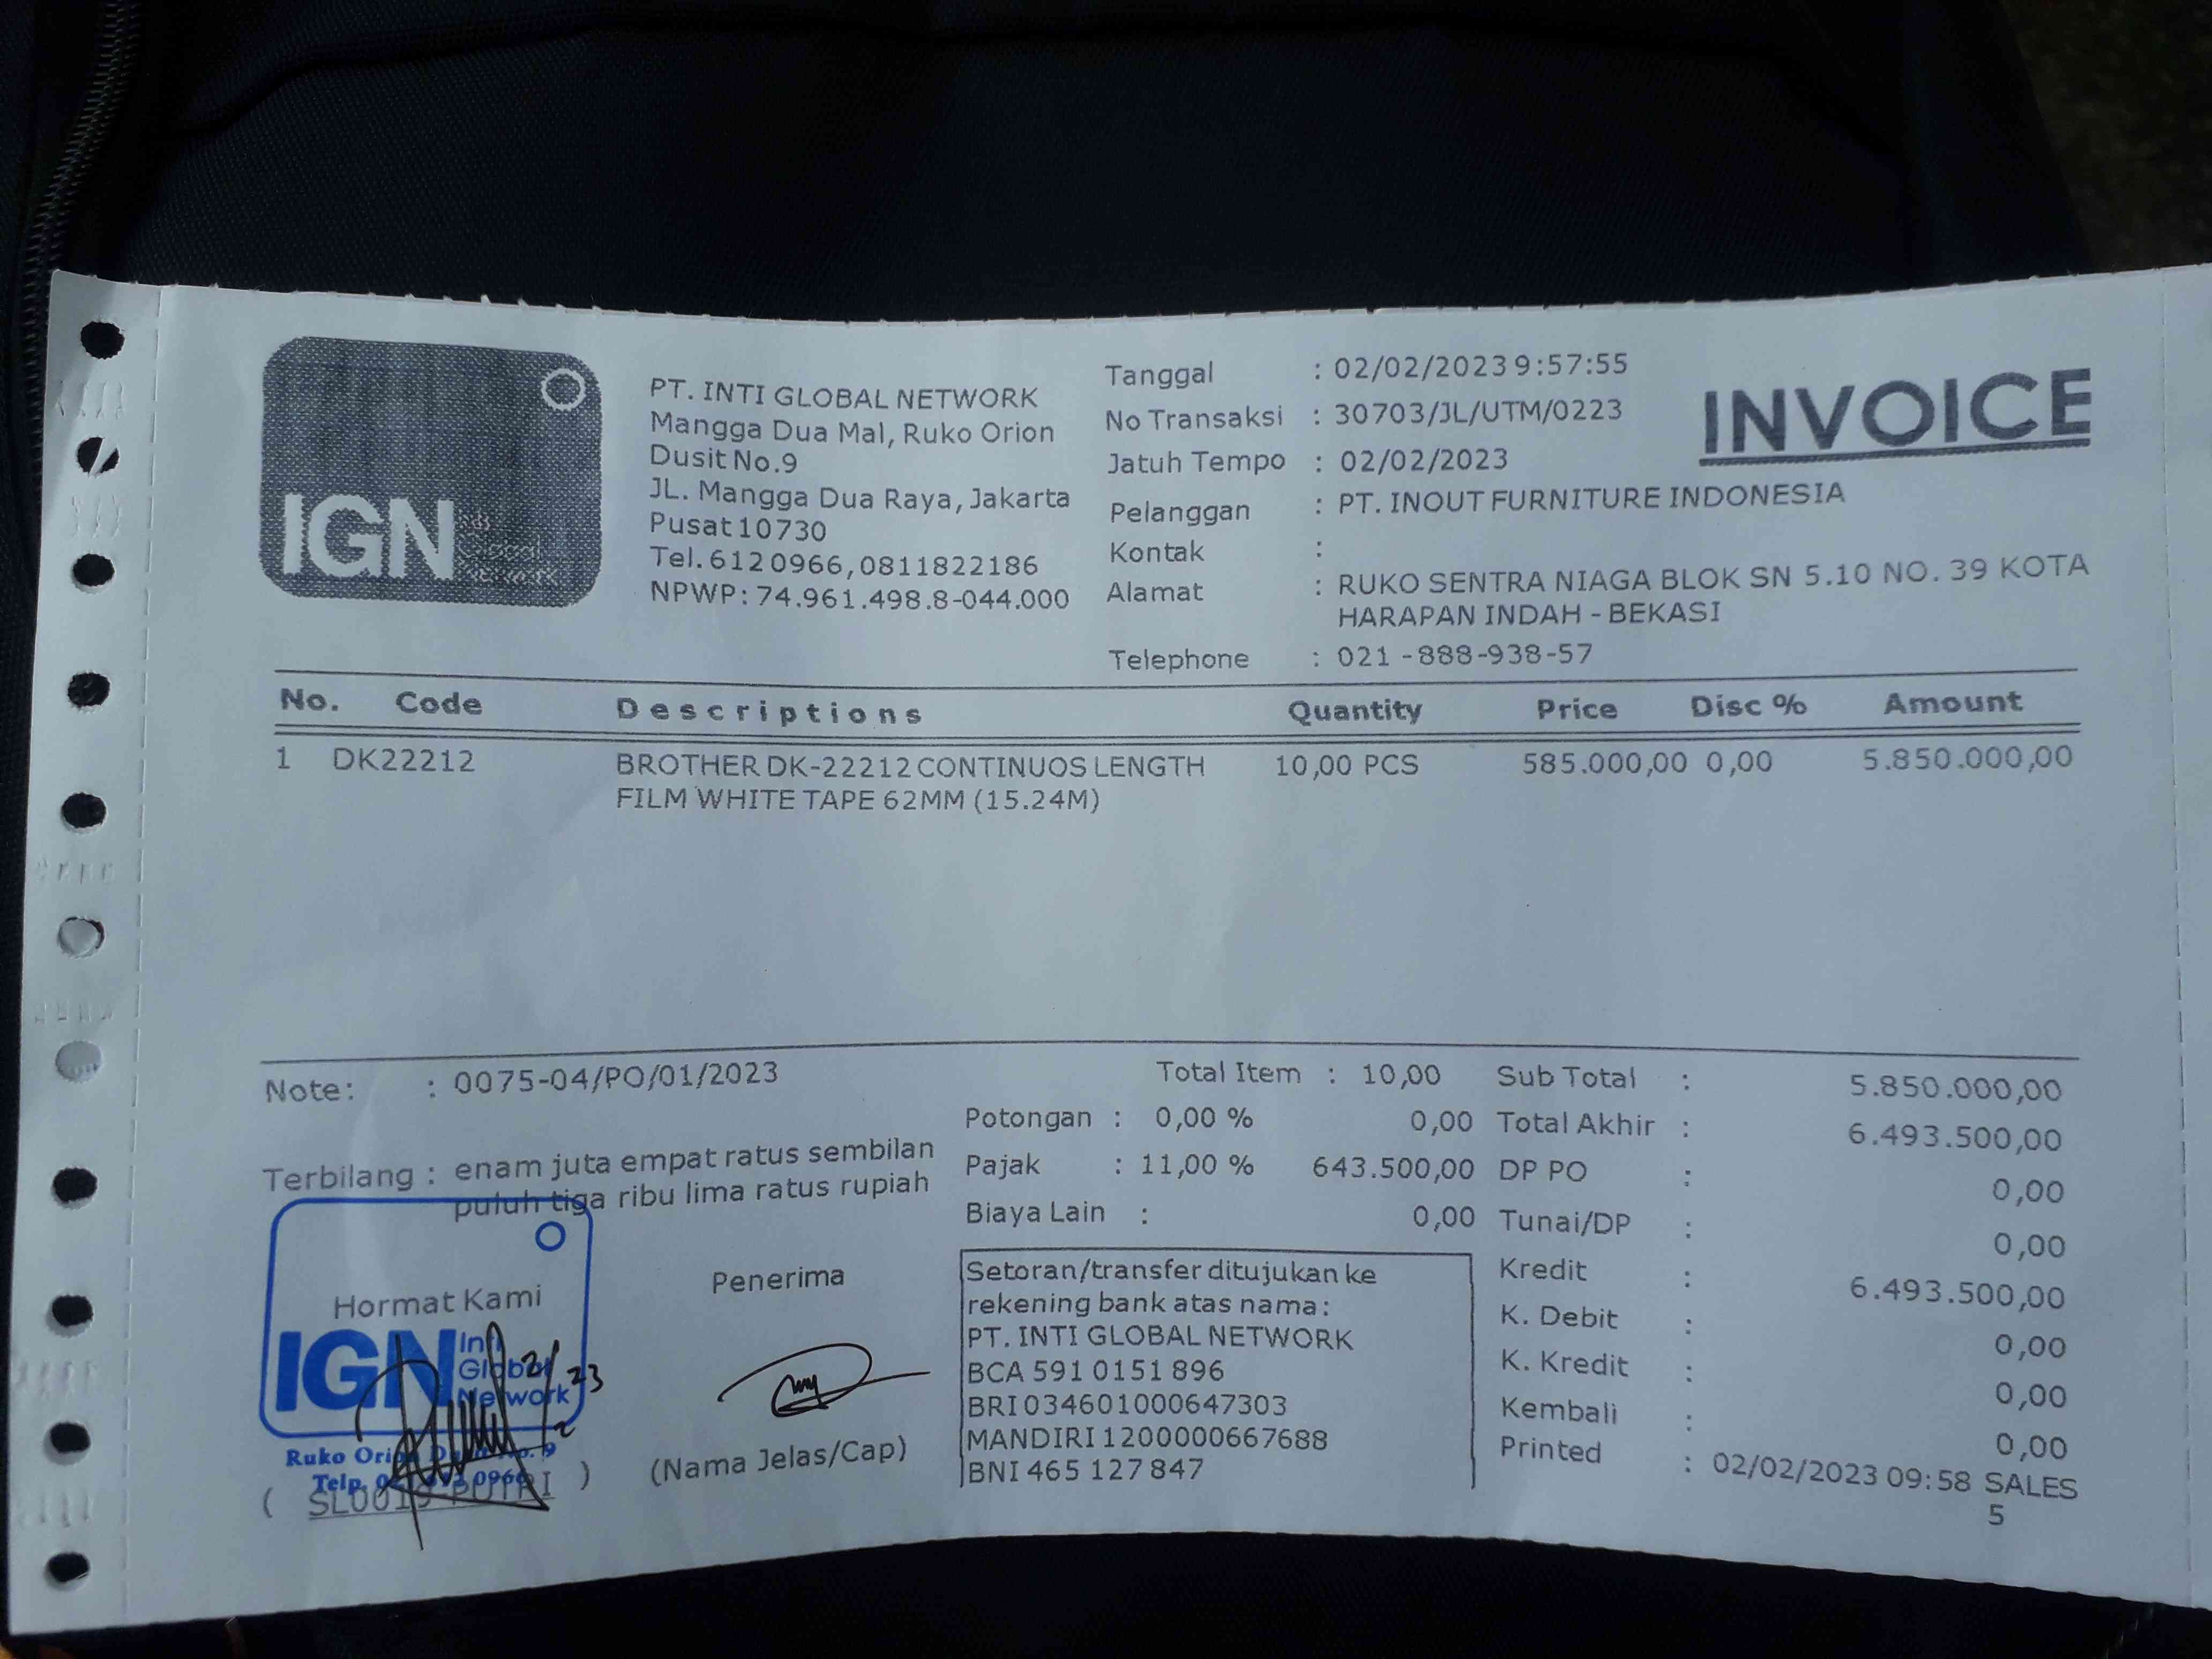 INVOICE
IGN
PT. INTI GLOBAL NETWORK
Mangga Dua Mal, Ruko Orion
Dusit No.9
JL. Mangga Dua Raya, Jakarta
Pusat 10730
Tel. 6120966, 0811822186
NPWP: 74.961.498.8-044.000
Tanggal : 02/02/2023 9:57:55
No Transaksi : 30703/JL/UTM/0223
Jatuh Tempo : 02/02/2023
Pelanggan : PT. INOUT FURNITURE INDONESIA
Kontak :
Alamat : RUKO SENTRA NIAGA BLOK SN 5.10 NO. 39 KOTA
HARAPAN INDAH - BEKASI
Telephone : 021 -888-938-57
No. Code Descriptions Quantity Price Disc % Amount
1 DK22212 BROTHER DK-22212 CONTINUOS LENGTH 10,00 PCS 585.000,00 0,00 5.850.000,00
FILM WHITE TAPE 62MM (15.24M)
Note: : 0075-04/PO/01/2023
Terbilang : enam juta empat ratus sembilan
puluh tiga ribu lima ratus rupiah
Total Item : 10,00
Potongan : 0,00 % 0,00
Pajak : 11,00 % 643.500,00
Biaya Lain : 0,00
Sub Total : 5.850.000,00
Total Akhir : 6.493.500,00
DP PO : 0,00
Tunai/DP : 0,00
Kredit : 6.493.500,00
K. Debit : 0,00
K. Kredit : 0,00
Kembali : 0,00
Printed : 02/02/2023 09:58 SALES
5
Hormat Kami
IGN Inti
Global
Network
2/2 23
Ruko Orion
Telp.
Penerima
(Nama Jelas/Cap)
Setoran/transfer ditujukan ke
rekening bank atas nama:
PT. INTI GLOBAL NETWORK
BCA 591 0151 896
BRI 034601000647303
MANDIRI 1200000667688
BNI 465 127 847